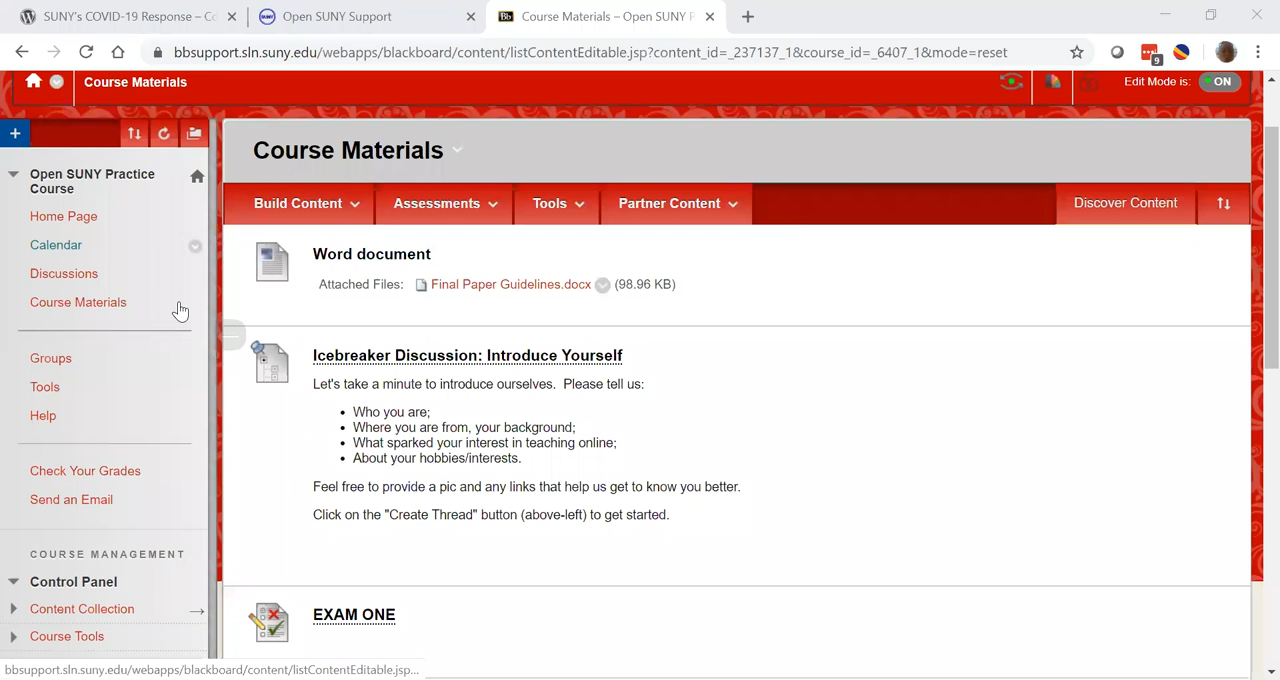 SUNY's COVID-19 Response – Co
Open SUNY Support
Course Materials – Open SUNY P
bbsupport.sln.suny.edu/webapps/blackboard/content/listContentEditable.jsp?content_id=_237137_1&course_id=_6407_1&mode=reset
9
Course Materials
Edit Mode is: ON
Open SUNY Practice
Course
Home Page
Calendar
Discussions
Course Materials
Groups
Tools
Help
Check Your Grades
Send an Email
COURSE MANAGEMENT
Control Panel
Content Collection
Course Tools
bbsupport.sln.suny.edu/webapps/blackboard/content/listContentEditable.jsp...
Course Materials
Build Content
Assessments
Tools
Partner Content
Discover Content
Word document
Attached Files: Final Paper Guidelines.docx (98.96 KB)
Icebreaker Discussion: Introduce Yourself
Let's take a minute to introduce ourselves. Please tell us:
• Who you are;
• Where you are from, your background;
• What sparked your interest in teaching online;
• About your hobbies/interests.
Feel free to provide a pic and any links that help us get to know you better.
Click on the "Create Thread" button (above-left) to get started.
EXAM ONE